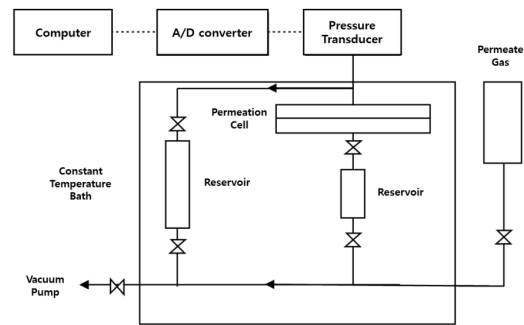 Computer
A/D converter
Pressure
Transducer
Permeate
Gas
Permeation
Cell
Constant
Temperature
Bath
Reservoir
Reservoir
Vacuum
Pump